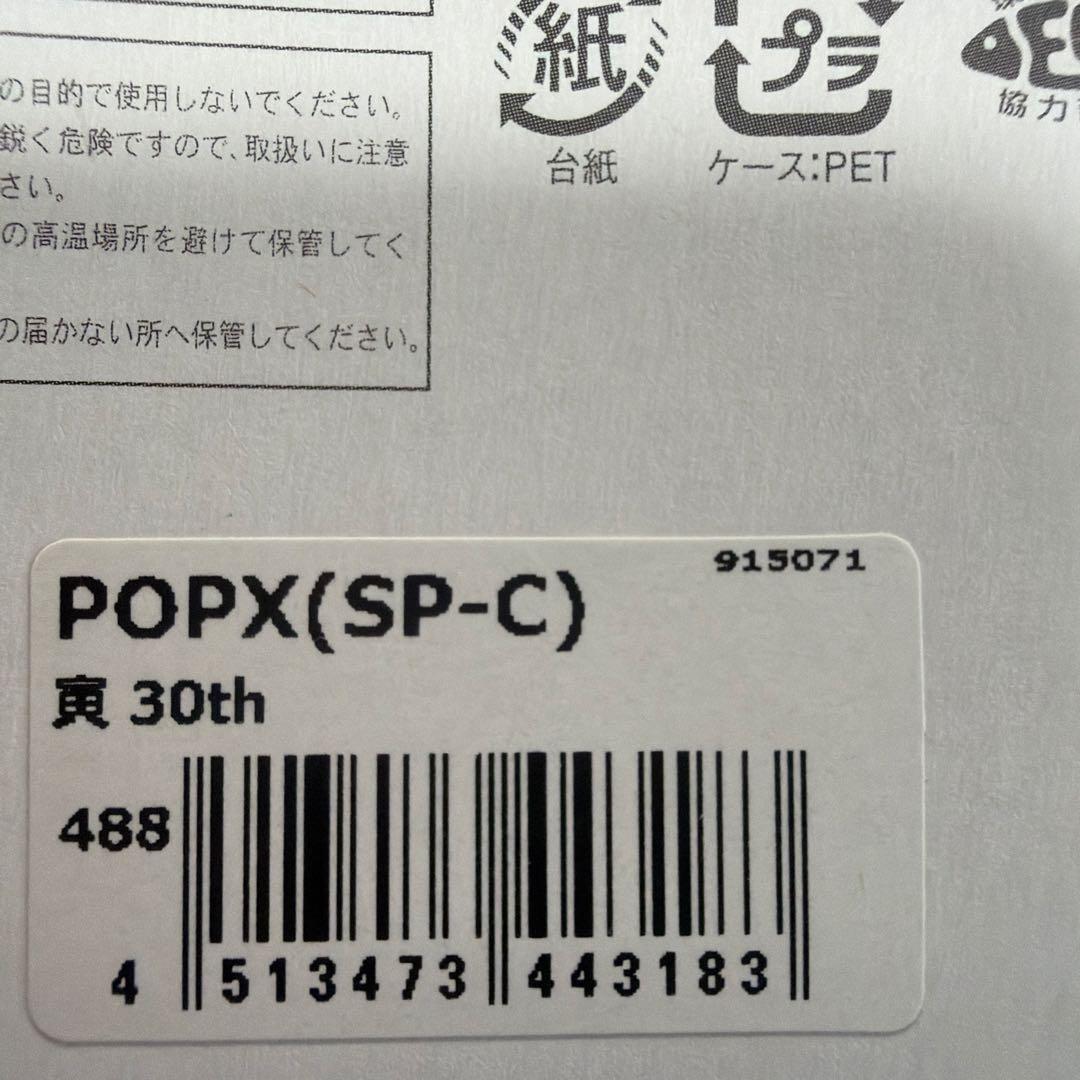 の目的で使用しないでください。
鋭く危険ですので、取扱いに注意
さい。
の高温場所を避けて保管してく
の届かない所へ保管してください。
紙
台紙
プラ
ケース:PET
協力
915071
POPX(SP-C)
寅 30th
488
4 513473 443183